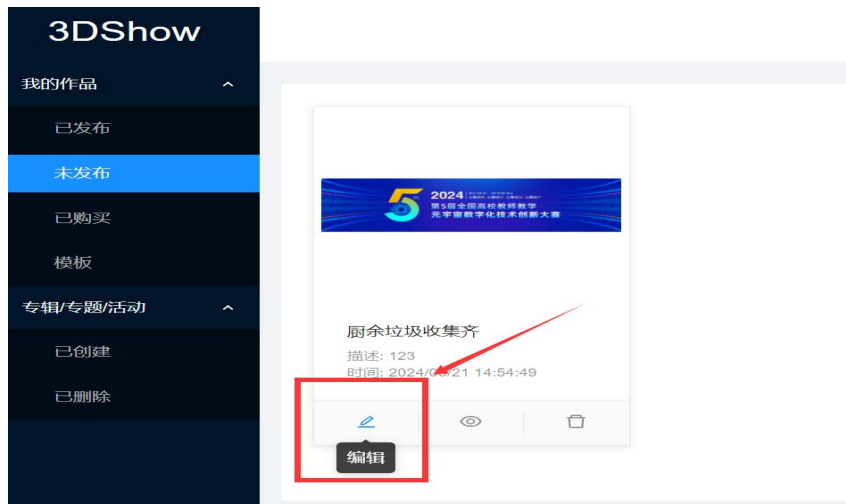 3DShow
我的作品
已发布
未发布
已购买
模板
专辑/专题/活动
已创建
已删除
2024
第5届全国高校教师教学
元宇宙数字化技术创新大赛
厨余垃圾收集齐
描述: 123
时间: 2024/0 /21 14:54:49
编辑